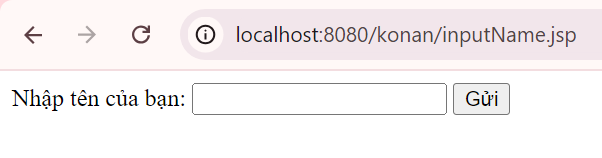 localhost:8080/konan/inputName.jsp
Nhập tên của bạn: Gửi